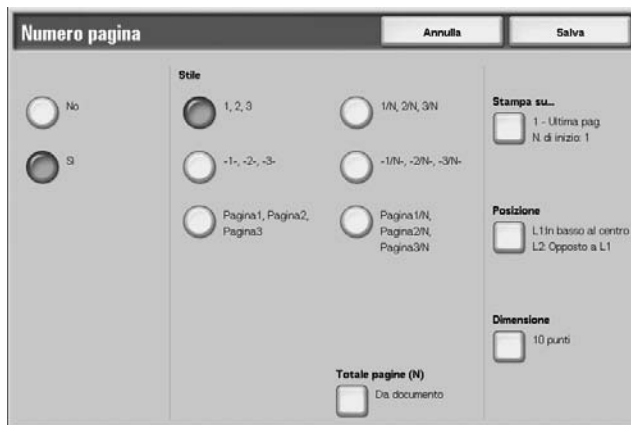 Numero pagina
Annulla
Salva
No
Sì
Stile
1, 2, 3
1/N, 2/N, 3/N
-1-, -2-, -3-
-1/N-, -2/N-, -3/N-
Pagina1, Pagina2,
Pagina3
Pagina1/N,
Pagina2/N,
Pagina3/N
Totale pagine (N)
Da documento
Stampa su...
1 - Ultima pag.
N. di inizio: 1
Posizione
L1:In basso al centro
L2: Opposto a L1
Dimensione
10 punti